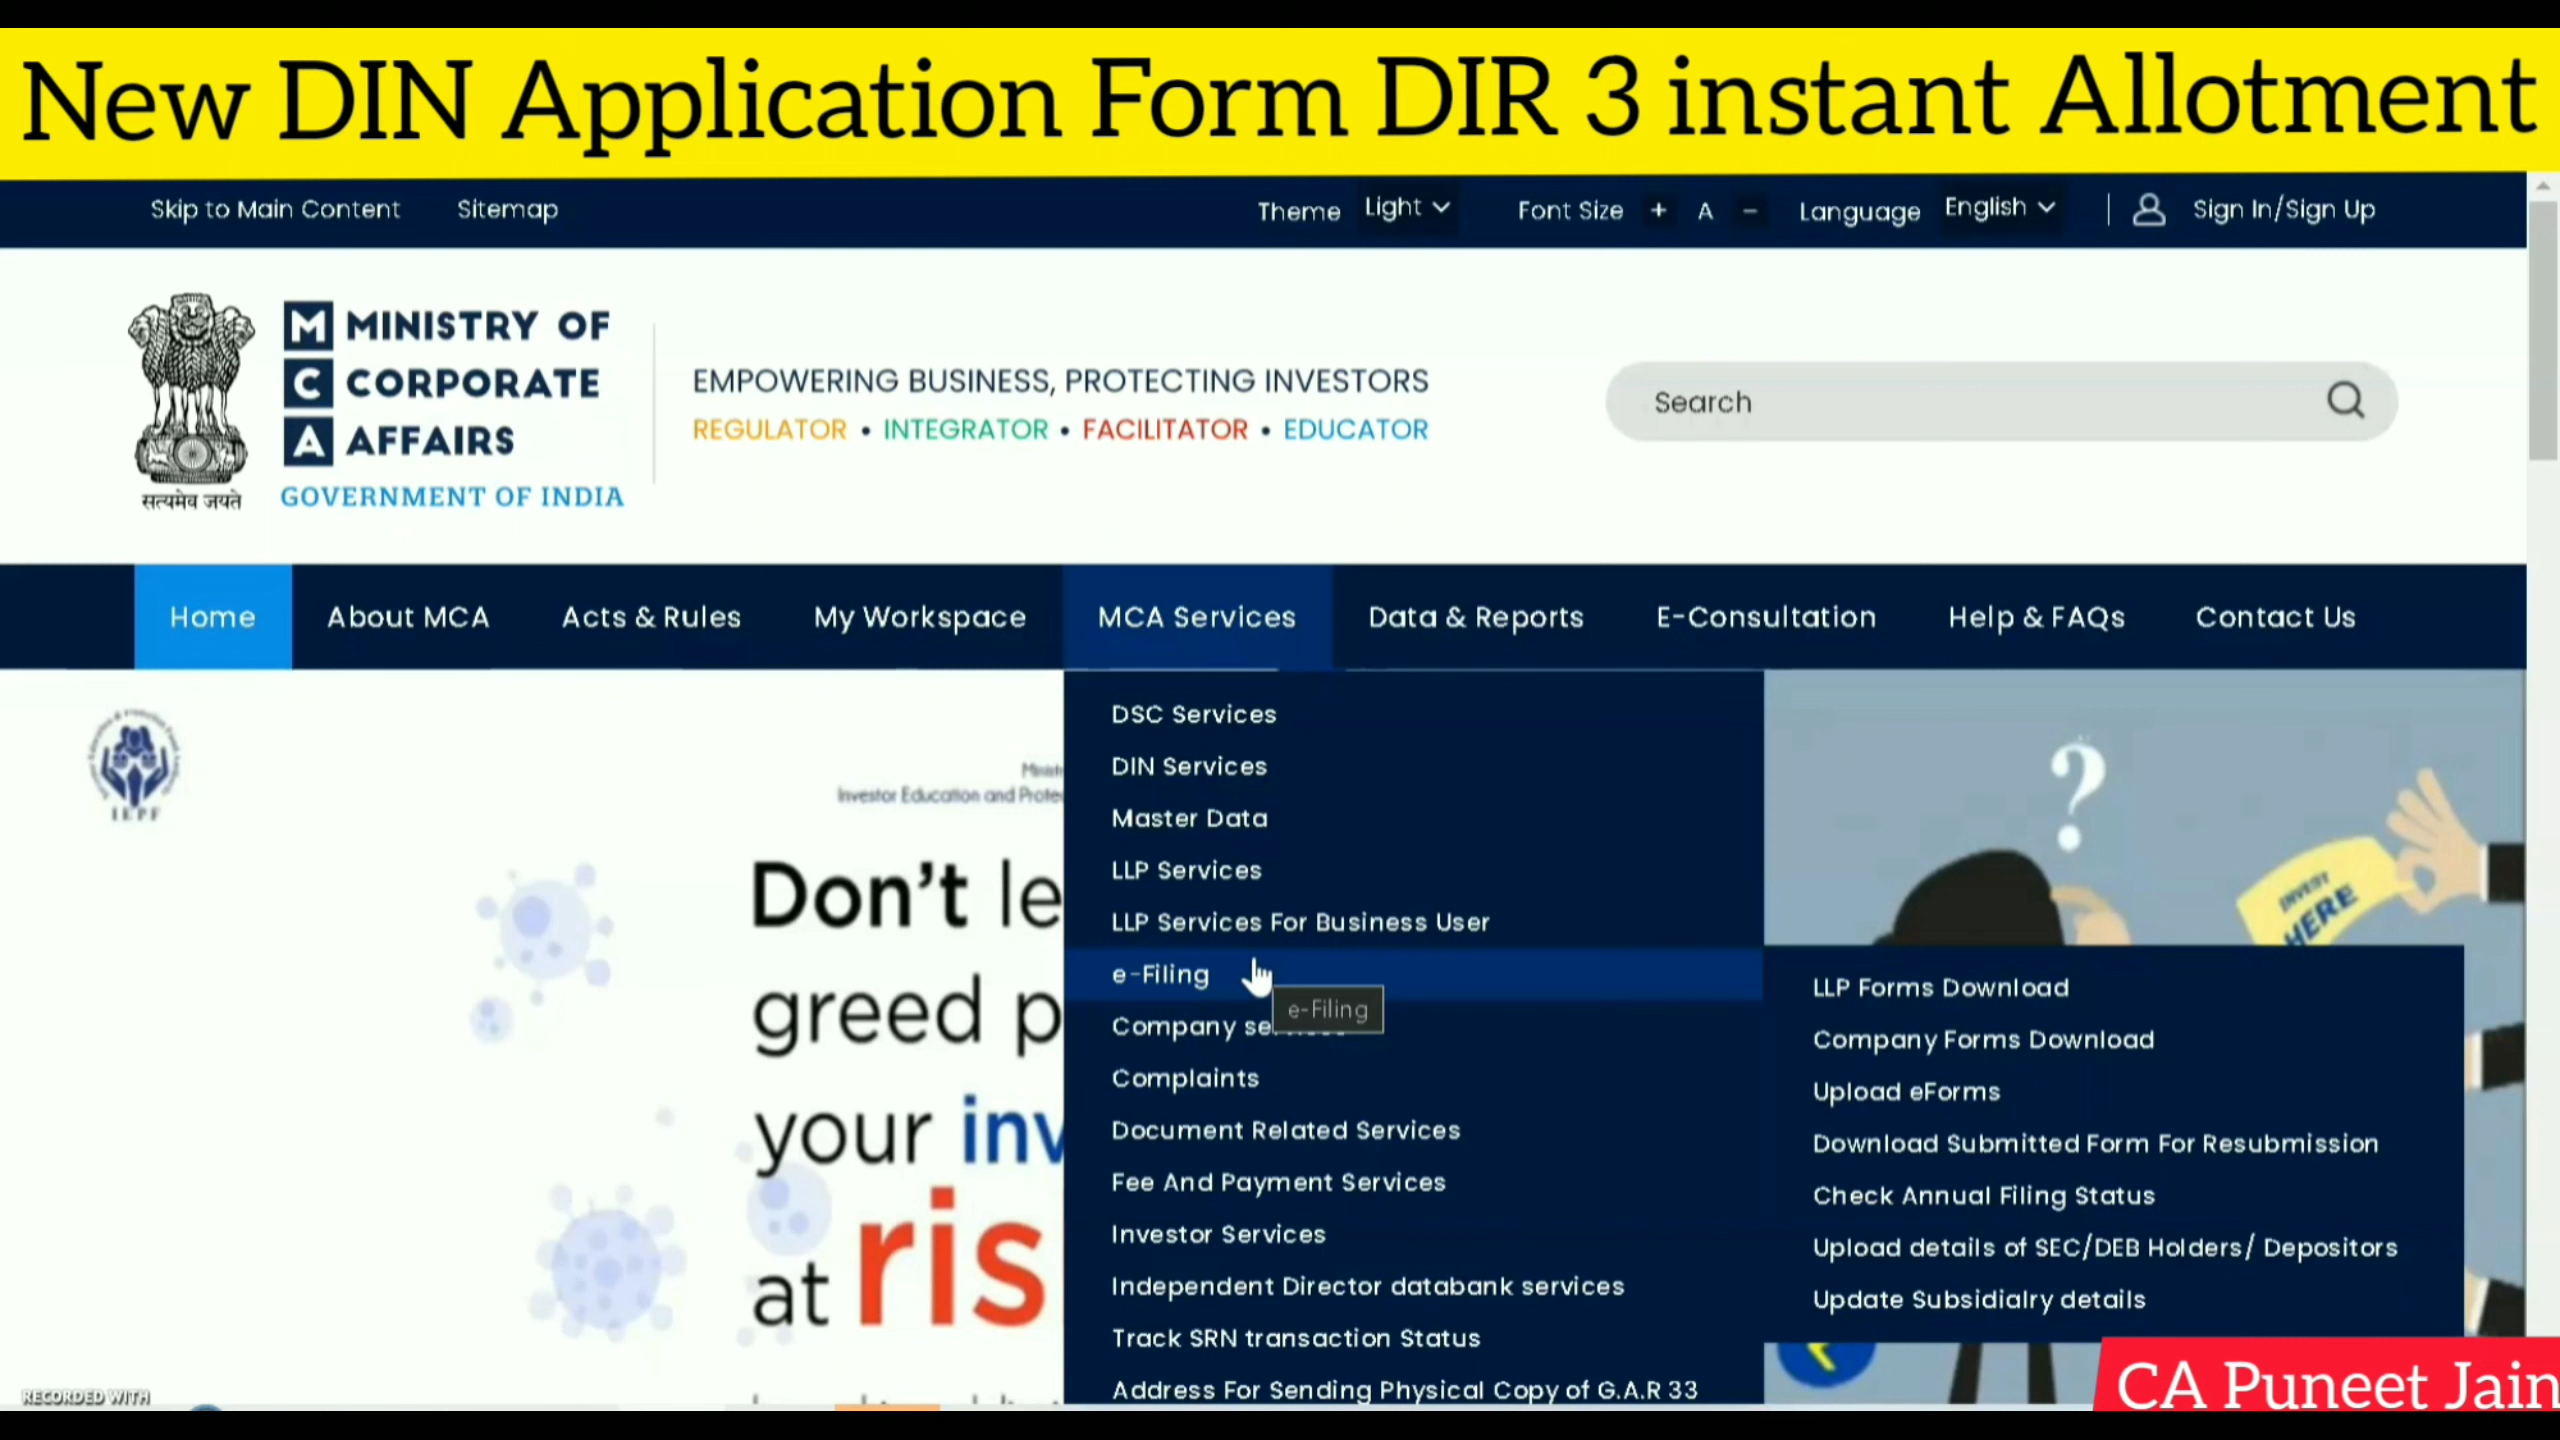 New DIN Application Form DIR 3 instant Allotment
Skip to Main Content Sitemap Theme Light Font Size + A - Language English Sign In/Sign Up
M MINISTRY OF
C CORPORATE
A AFFAIRS
सत्यमेव जयते
GOVERNMENT OF INDIA
EMPOWERING BUSINESS, PROTECTING INVESTORS
REGULATOR • INTEGRATOR • FACILITATOR • EDUCATOR
Search
Home About MCA Acts & Rules My Workspace MCA Services Data & Reports E-Consultation Help & FAQs Contact Us
IEPF
Investor Education and
Don't le
greed p
your inv
at ris
DSC Services
DIN Services
Master Data
LLP Services
LLP Services For Business User
e-Filing
e-Filing
Company
Complaints
Document Related Services
Fee And Payment Services
Investor Services
Independent Director databank services
Track SRN transaction Status
Address For Sending Physical Copy of G.A.R 33
?
INVEST
HERE
LLP Forms Download
Company Forms Download
Upload eForms
Download Submitted Form For Resubmission
Check Annual Filing Status
Upload details of SEC/DEB Holders/ Depositors
Update Subsidialry details
RECORDED WITH
CA Puneet Jain